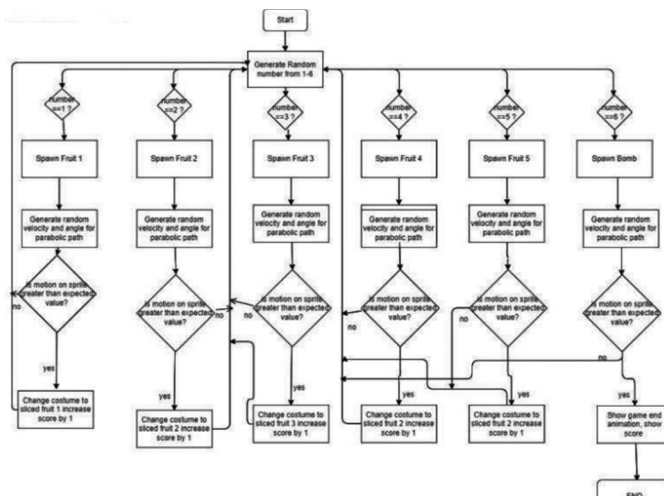 Start
Generate Random
number from 1-6
number
==1 ?
number
==2 ?
number
==3 ?
number
==4 ?
number
==5 ?
number
==6 ?
Spawn Fruit 1
Spawn Fruit 2
Spawn Fruit 3
Spawn Fruit 4
Spawn Fruit 5
Spawn Bomb
Generate random
velocity and angle for
parabolic path
Generate random
velocity and angle for
parabolic path
Generate random
velocity and angle for
parabolic path
Generate random
velocity and angle for
parabolic path
Generate random
velocity and angle for
parabolic path
Generate random
velocity and angle for
parabolic path
Is motion on sprite
greater than expected
value?
Is motion on sprite
greater than expected
value?
Is motion on sprite
greater than expected
value?
Is motion on sprite
greater than expected
value?
Is motion on sprite
greater than expected
value?
Is motion on sprite
greater than expected
value?
no
no
no
no
no
no
yes
yes
yes
yes
yes
yes
Change costume to
sliced fruit 1 increase
score by 1
Change costume to
sliced fruit 2 increase
score by 1
Change costume to
sliced fruit 3 increase
score by 1
Change costume to
sliced fruit 2 increase
score by 1
Change costume to
sliced fruit 2 increase
score by 1
Show game end
animation, show
score
END